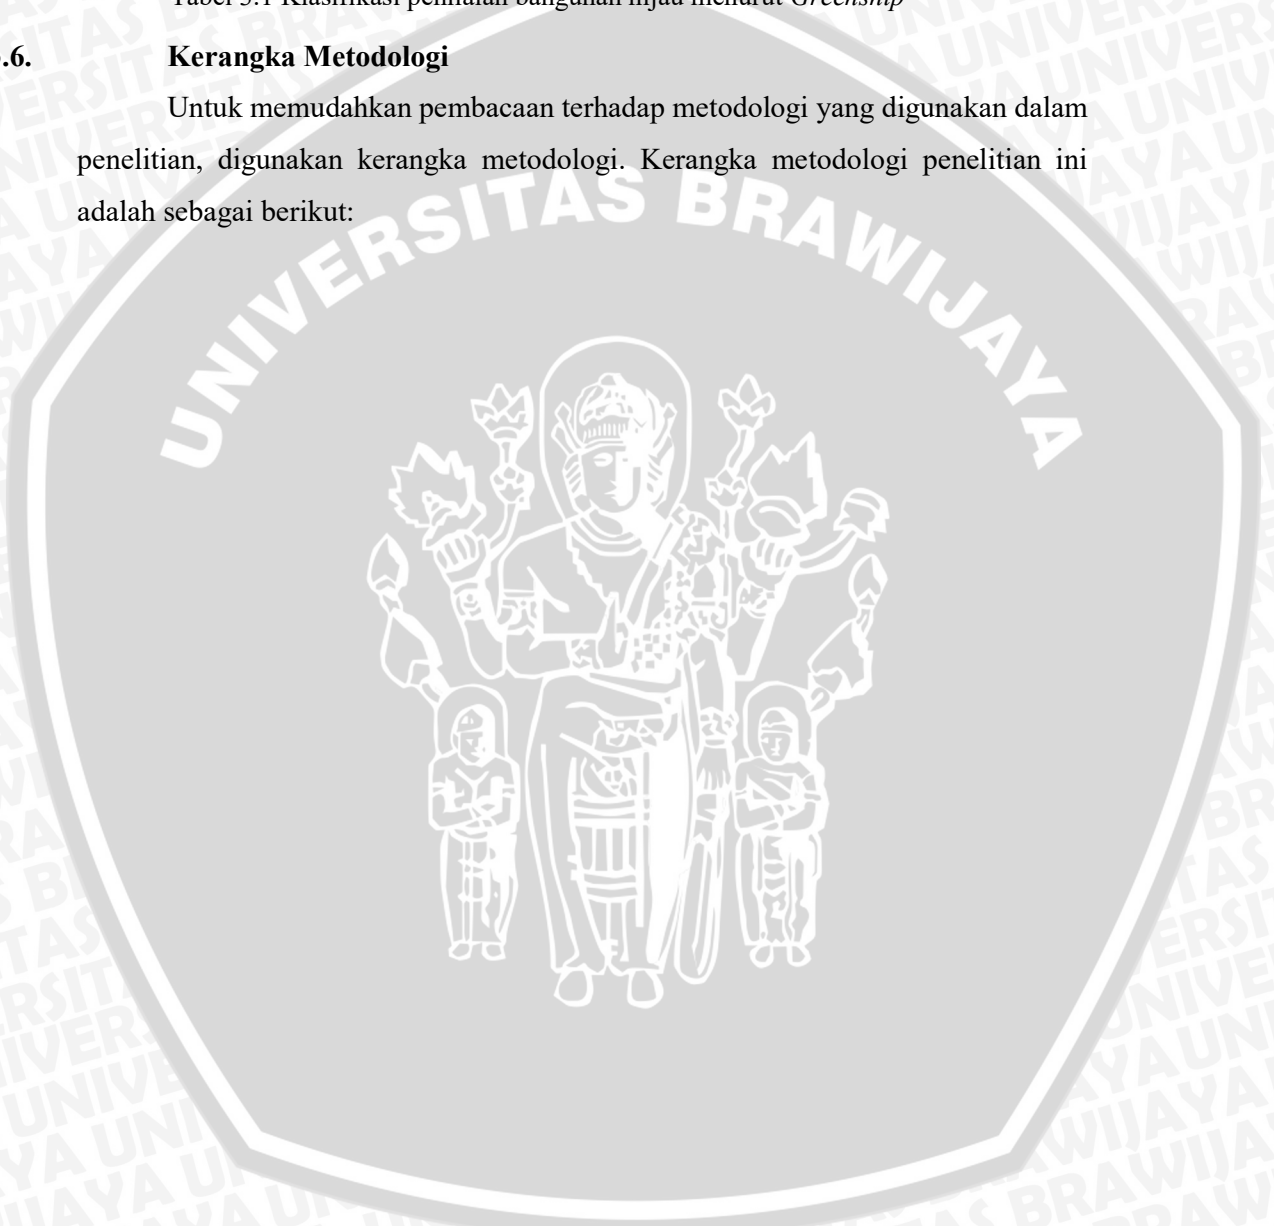 Tabel 3.1 Klasifikasi penilaian bangunan hijau menurut Greenship
.6. Kerangka Metodologi
Untuk memudahkan pembacaan terhadap metodologi yang digunakan dalam
penelitian, digunakan kerangka metodologi. Kerangka metodologi penelitian ini
adalah sebagai berikut:
UNIVERSITAS BRAWIJAYA